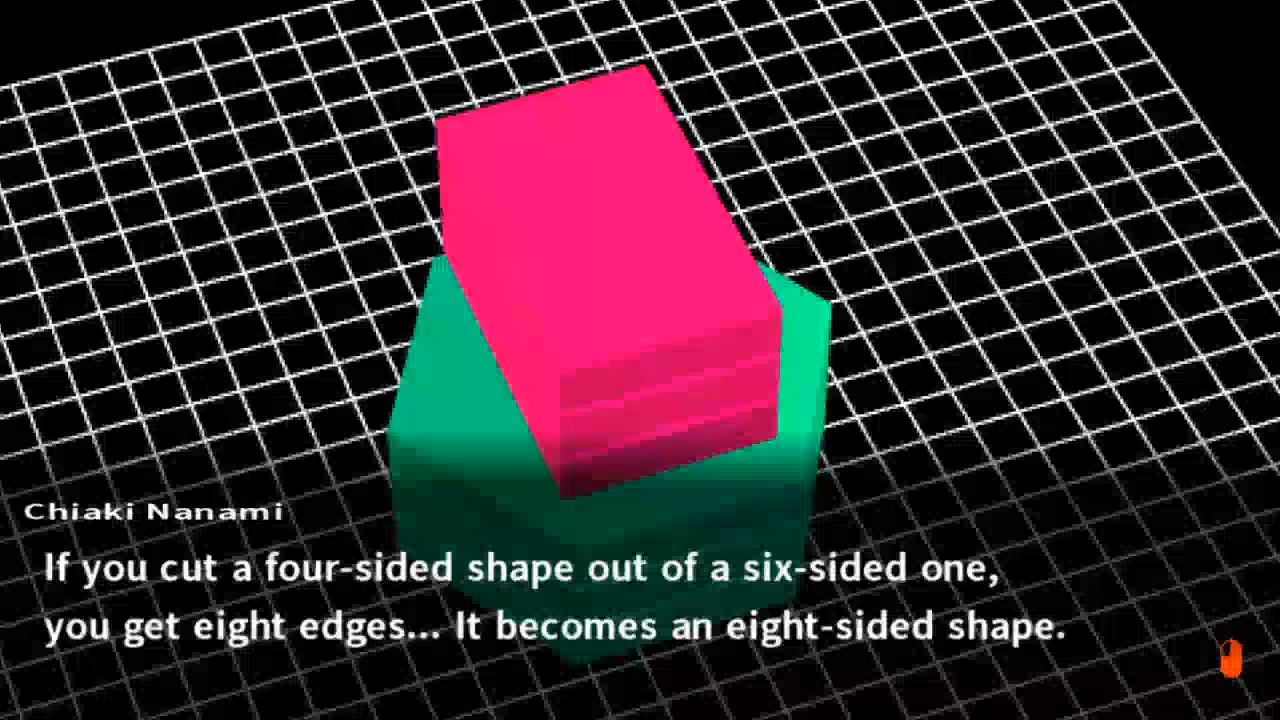 Chiaki Nanami
If you cut a four-sided shape out of a six-sided one,
you get eight edges... It becomes an eight-sided shape.